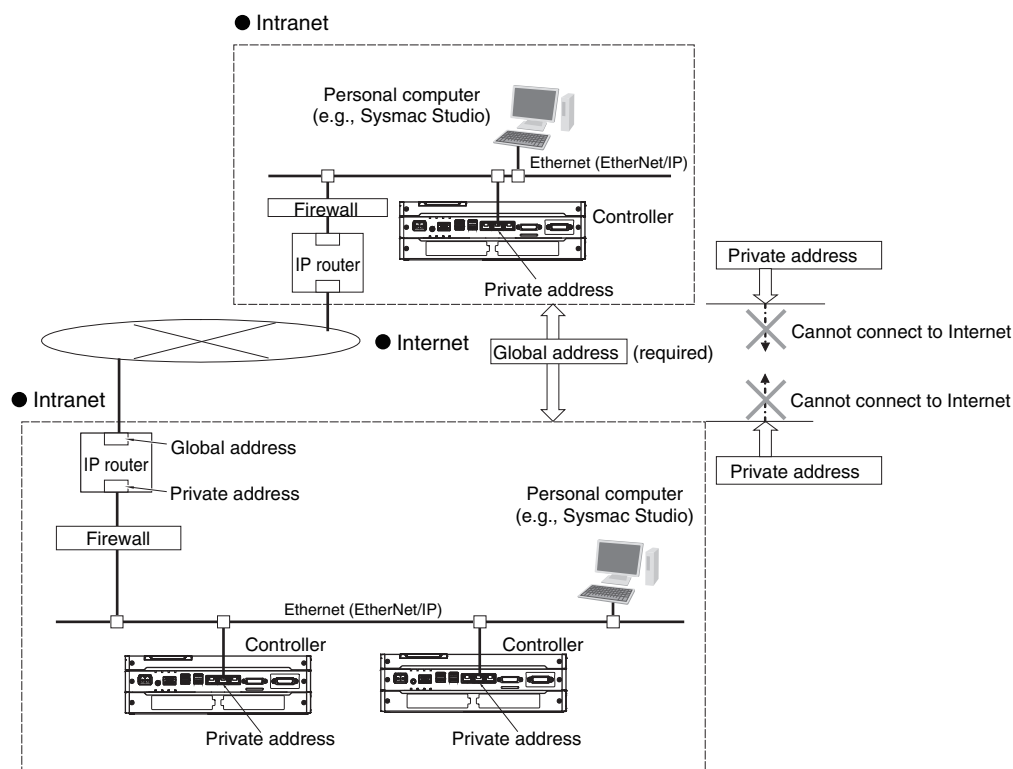 ● Intranet
Personal computer
(e.g., Sysmac Studio)
Ethernet (EtherNet/IP)
Firewall
Controller
IP router
Private address
Private address
Cannot connect to Internet
● Internet
Global address (required)
Cannot connect to Internet
Private address
● Intranet
Global address
IP router
Private address
Firewall
Personal computer
(e.g., Sysmac Studio)
Ethernet (EtherNet/IP)
Controller
Controller
Private address
Private address